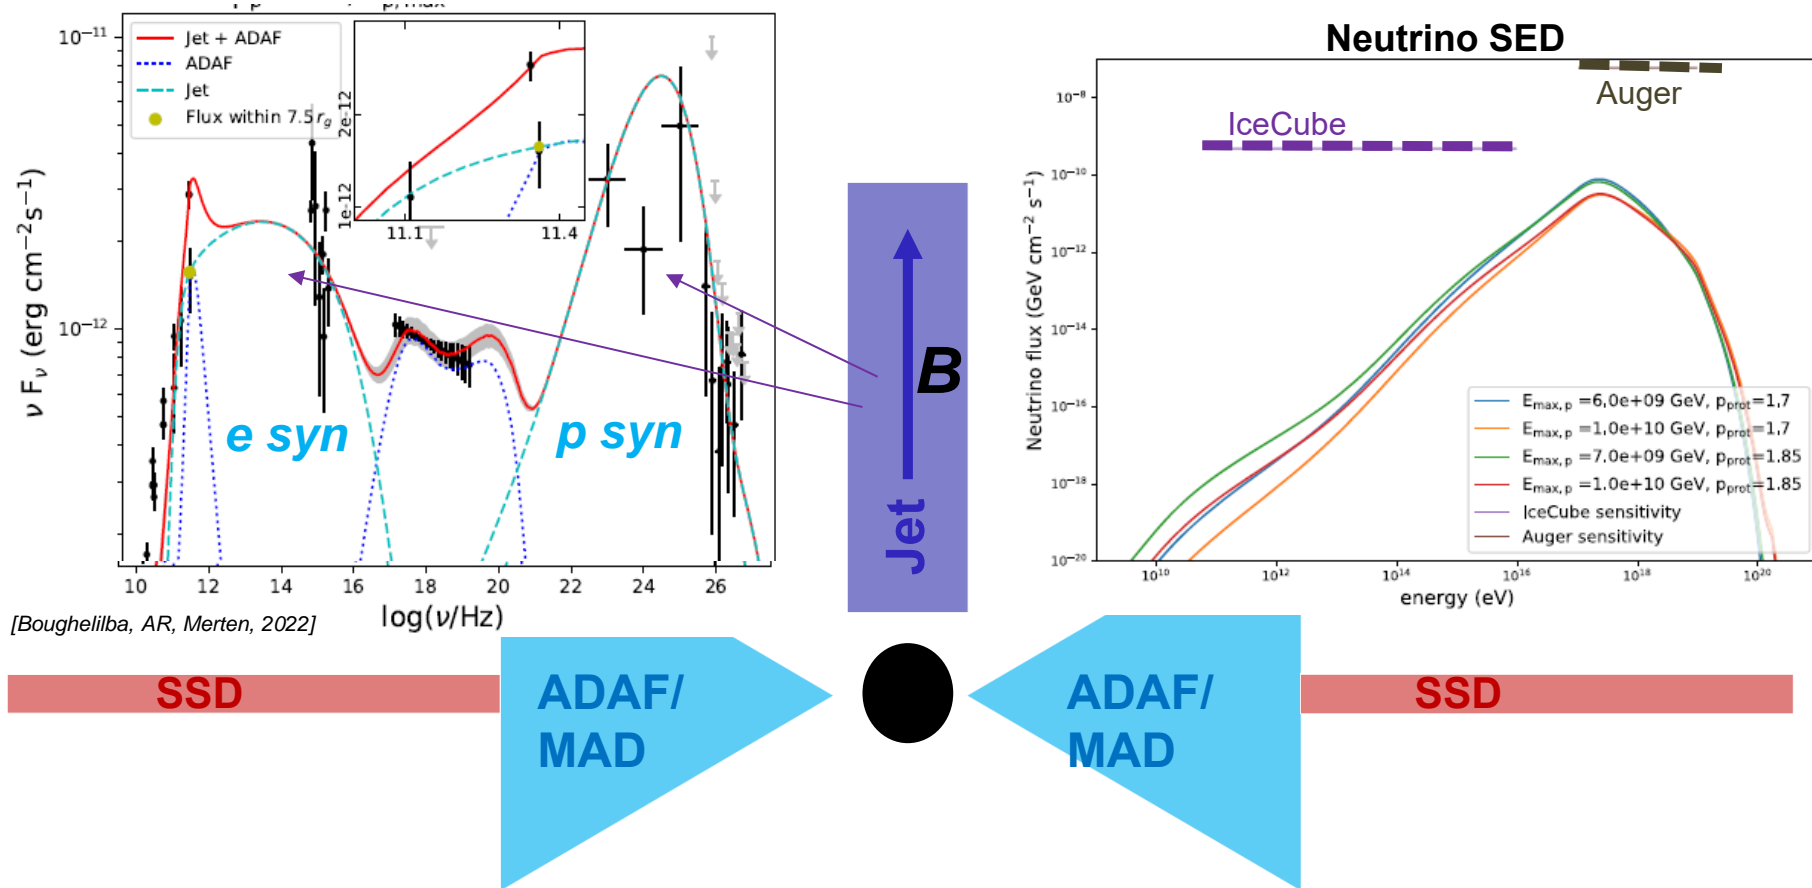 Jet + ADAF
ADAF
Jet
Flux within 7.5 r_g
10⁻¹¹
10⁻¹²
ν F_ν (erg cm⁻²s⁻¹)
2e-12
1e-12
11.1
11.4
e syn
p syn
10
12
14
16
18
20
22
24
26
log(ν/Hz)
[Boughelilba, AR, Merten, 2022]
B
Jet
Neutrino SED
Auger
IceCube
10⁻⁸
10⁻¹⁰
10⁻¹²
10⁻¹⁴
10⁻¹⁶
10⁻¹⁸
10⁻²⁰
Neutrino flux (GeV cm⁻² s⁻¹)
E_max, p =6.0e+09 GeV, p_prot=1.7
E_max, p =1.0e+10 GeV, p_prot=1.7
E_max, p =7.0e+09 GeV, p_prot=1.85
E_max, p =1.0e+10 GeV, p_prot=1.85
IceCube sensitivity
Auger sensitivity
10¹⁰
10¹²
10¹⁴
10¹⁶
10¹⁸
10²⁰
energy (eV)
SSD
ADAF/
MAD
ADAF/
MAD
SSD